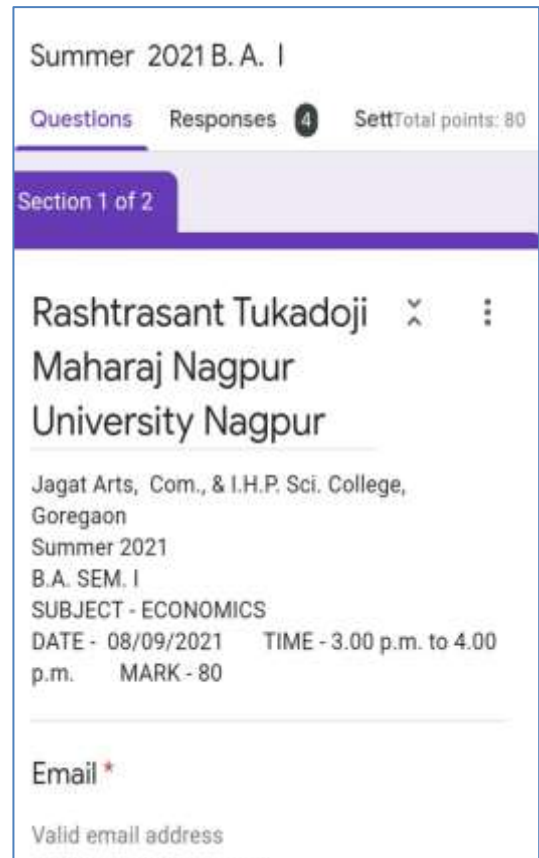 Summer 2021 B. A. I
Questions Responses 4 Sett Total points: 80
Section 1 of 2
Rashtrasant Tukadoji
Maharaj Nagpur
University Nagpur
Jagat Arts, Com., & I.H.P. Sci. College,
Goregaon
Summer 2021
B.A. SEM. I
SUBJECT - ECONOMICS
DATE - 08/09/2021 TIME - 3.00 p.m. to 4.00
p.m. MARK - 80
Email *
Valid email address